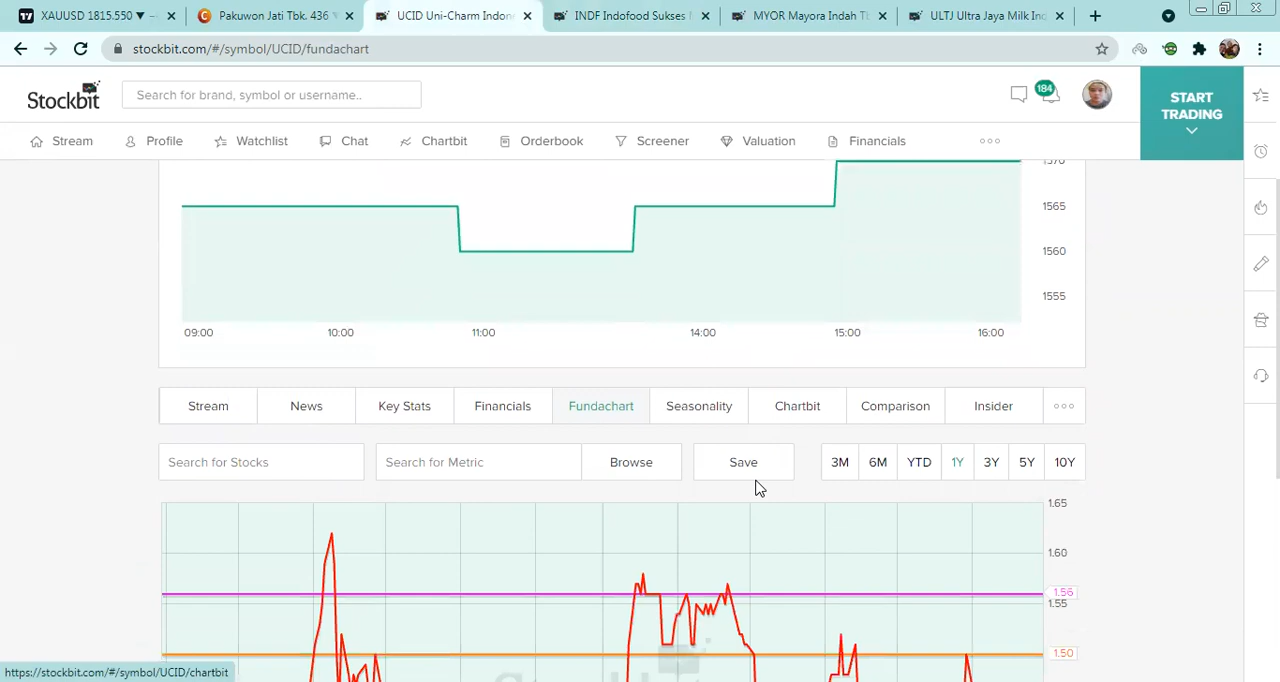 XAUUSD 1815.550 ▼ −
Pakuwon Jati Tbk. 436
UCID Uni-Charm Indon
INDF Indofood Sukses
MYOR Mayora Indah Tb
ULTJ Ultra Jaya Milk In
stockbit.com/#/symbol/UCID/fundachart
Stockbit
Search for brand, symbol or username..
184
START
TRADING
Stream
Profile
Watchlist
Chat
Chartbit
Orderbook
Screener
Valuation
Financials
1570
1565
1560
1555
09:00
10:00
11:00
14:00
15:00
16:00
Stream
News
Key Stats
Financials
Fundachart
Seasonality
Chartbit
Comparison
Insider
Search for Stocks
Search for Metric
Browse
Save
3M
6M
YTD
1Y
3Y
5Y
10Y
1.65
1.60
1.56
1.55
1.50
https://stockbit.com/#/symbol/UCID/chartbit